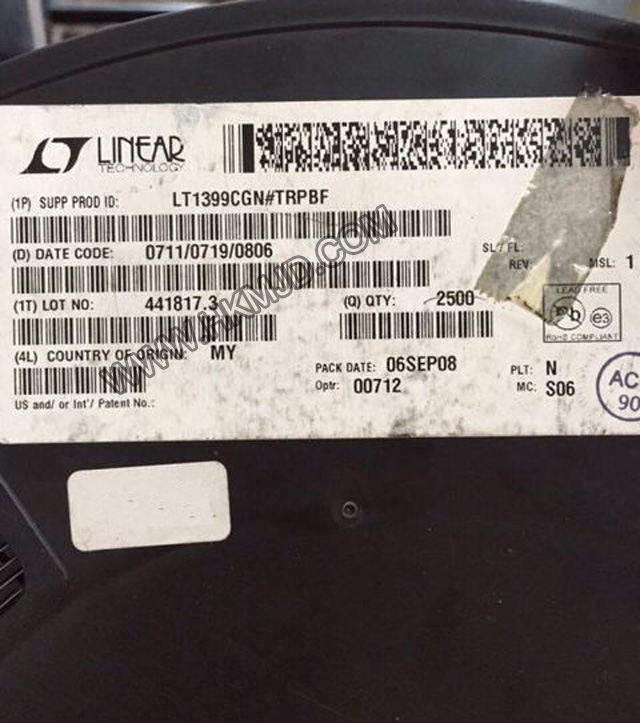 LINEAR
TECHNOLOGY
(1P) SUPP PROD ID: LT1399CGN#TRPBF
(D) DATE CODE: 0711/0719/0806
SL/FL:
REV:
MSL: 1
(1T) LOT NO: 441817.3
(Q) QTY: 2500
LEAD FREE
Pb e3
ROHS COMPLIANT
(4L) COUNTRY OF ORIGIN: MY
PACK DATE: 06SEP08
PLT: N
Optr: 00712
MC: S06
US and/ or Int'/ Patent No.:
AC
90
WWW.HKMJD.COM